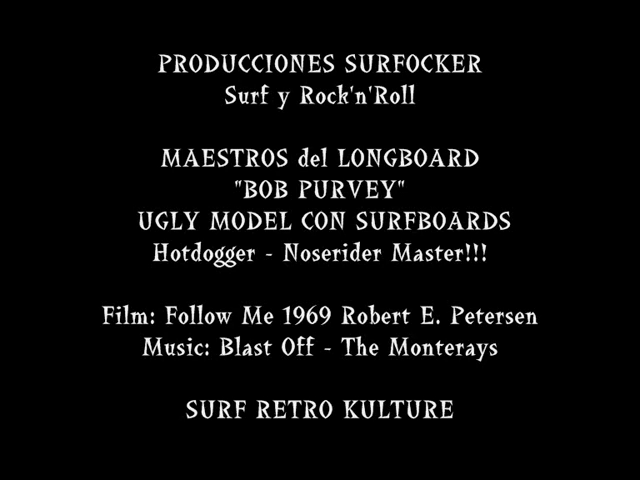 PRODUCCIONES SURFOCKER
Surf y Rock'n'Roll
MAESTROS del LONGBOARD
"BOB PURVEY"
UGLY MODEL CON SURFBOARDS
Hotdogger - Noserider Master!!!
Film: Follow Me 1969 Robert E. Petersen
Music: Blast Off - The Monterays
SURF RETRO KULTURE